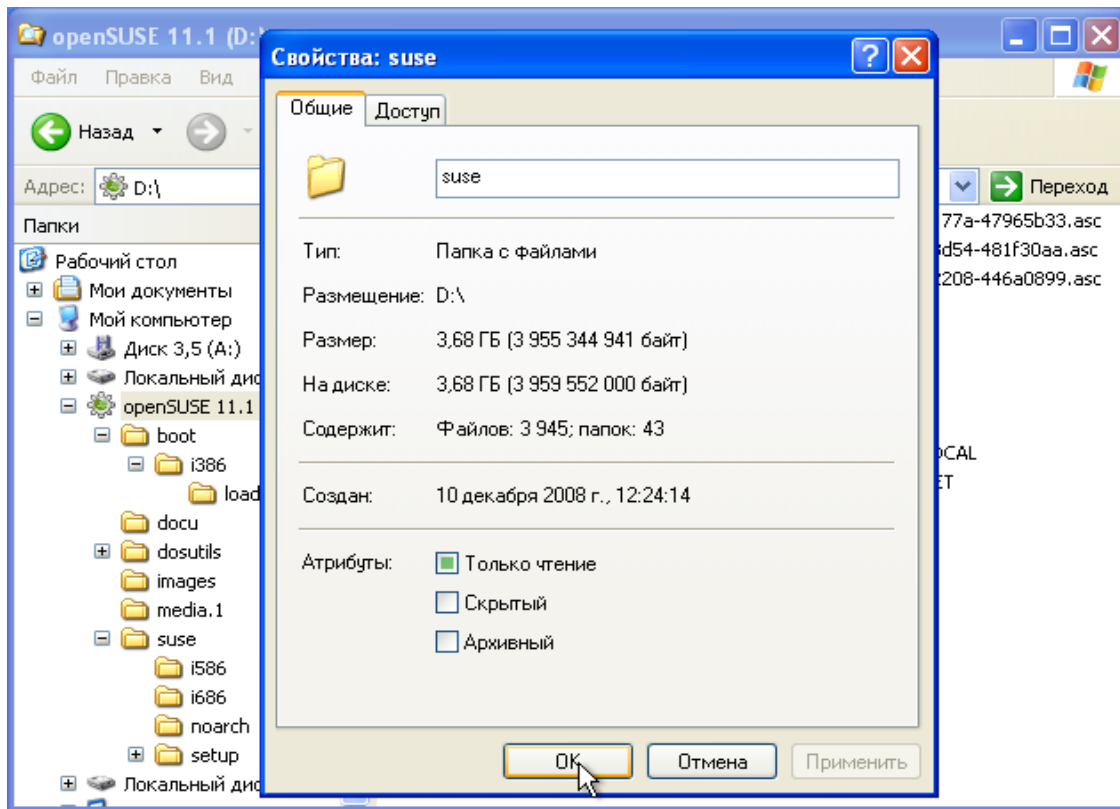 openSUSE 11.1 (D:
Свойства: suse
Файл Правка Вид
Общие Доступ
Назад
suse
Адрес: D:\ Переход
Папки
77a-47965b33.asc
d54-481f30aa.asc
208-446a0899.asc
Рабочий стол
Мои документы
Мой компьютер
Диск 3,5 (A:)
Локальный дис
openSUSE 11.1
boot
i386
load
docu
dosutils
images
media.1
suse
i586
i686
noarch
setup
Локальный дис
Тип: Папка с файлами
Размещение: D:\
Размер: 3,68 ГБ (3 955 344 941 байт)
На диске: 3,68 ГБ (3 959 552 000 байт)
Содержит: Файлов: 3 945; папок: 43
Создан: 10 декабря 2008 г., 12:24:14
Атрибуты: Только чтение
Скрытый
Архивный
OK Отмена Применить
OCAL
ET